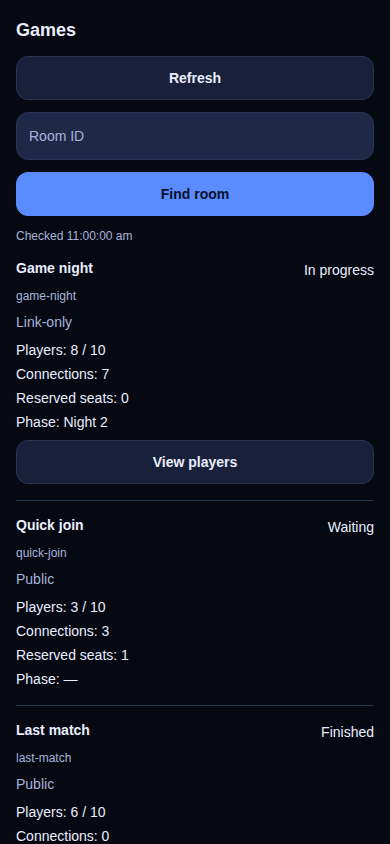 Games
Refresh
Room ID
Find room
Checked 11:00:00 am
Game night
In progress
game-night
Link-only
Players: 8 / 10
Connections: 7
Reserved seats: 0
Phase: Night 2
View players
Quick join
Waiting
quick-join
Public
Players: 3 / 10
Connections: 3
Reserved seats: 1
Phase: —
Last match
Finished
last-match
Public
Players: 6 / 10
Connections: 0